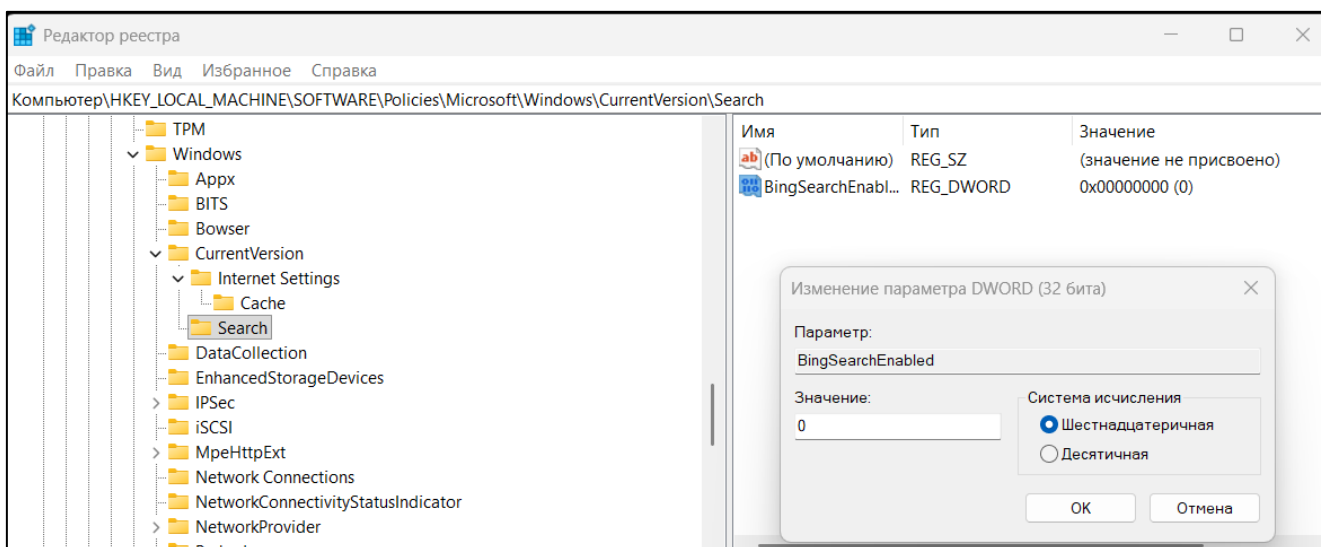 Редактор реестра
Файл Правка Вид Избранное Справка
Компьютер\HKEY_LOCAL_MACHINE\SOFTWARE\Policies\Microsoft\Windows\CurrentVersion\Search
TPM
Windows
Appx
BITS
Bowser
CurrentVersion
Internet Settings
Cache
Search
DataCollection
EnhancedStorageDevices
IPSec
iSCSI
MpeHttpExt
Network Connections
NetworkConnectivityStatusIndicator
NetworkProvider
Имя Тип Значение
(По умолчанию) REG_SZ (значение не присвоено)
BingSearchEnabl... REG_DWORD 0x00000000 (0)
Изменение параметра DWORD (32 бита)
Параметр:
BingSearchEnabled
Значение:
0
Система исчисления
Шестнадцатеричная
Десятичная
OK Отмена